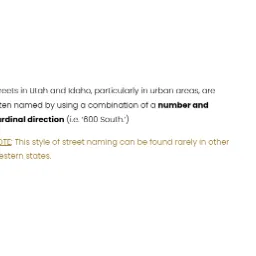 reets in Utah and Idaho, particularly in urban areas, are
ten named by using a combination of a number and
ardinal direction (i.e. '600 South.')
OTE: This style of street naming can be found rarely in other
estern states.